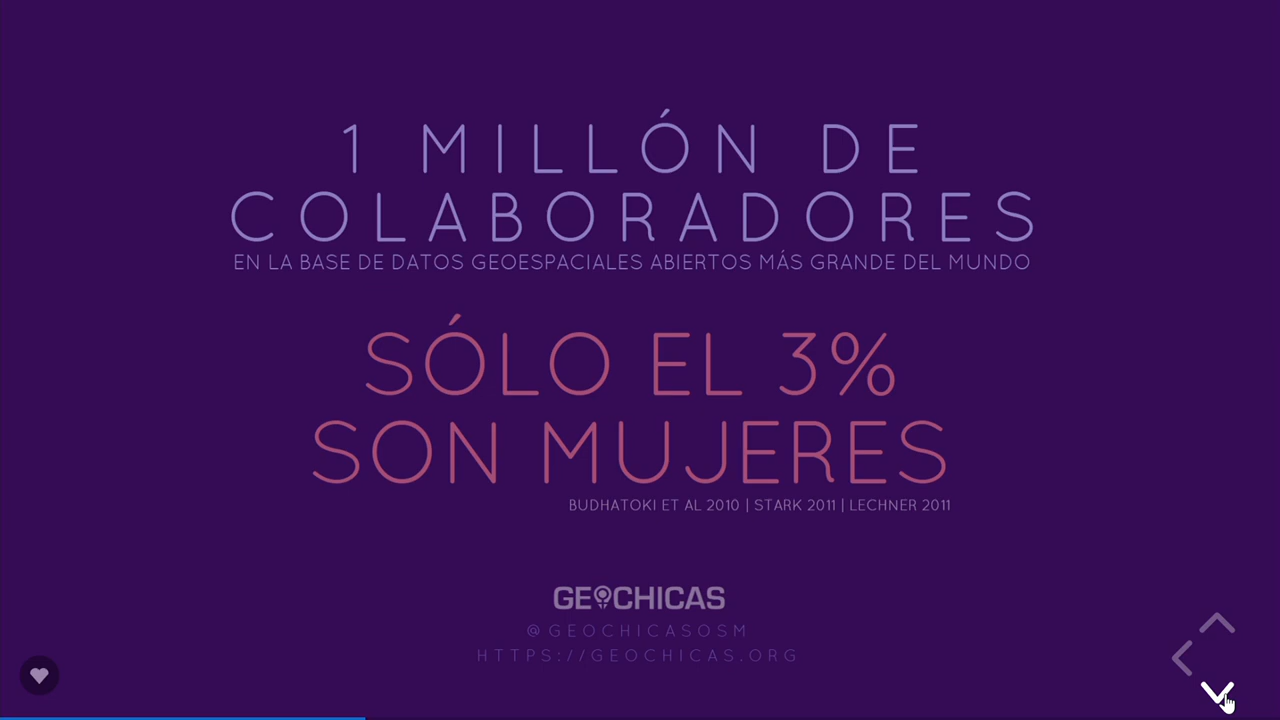 1 MILLÓN DE
COLABORADORES
EN LA BASE DE DATOS GEOESPACIALES ABIERTOS MÁS GRANDE DEL MUNDO
SÓLO EL 3%
SON MUJERES
BUDHATOKI ET AL 2010 | STARK 2011 | LECHNER 2011
GEOCHICAS
@GEOCHICASOSM
HTTPS://GEOCHICAS.ORG